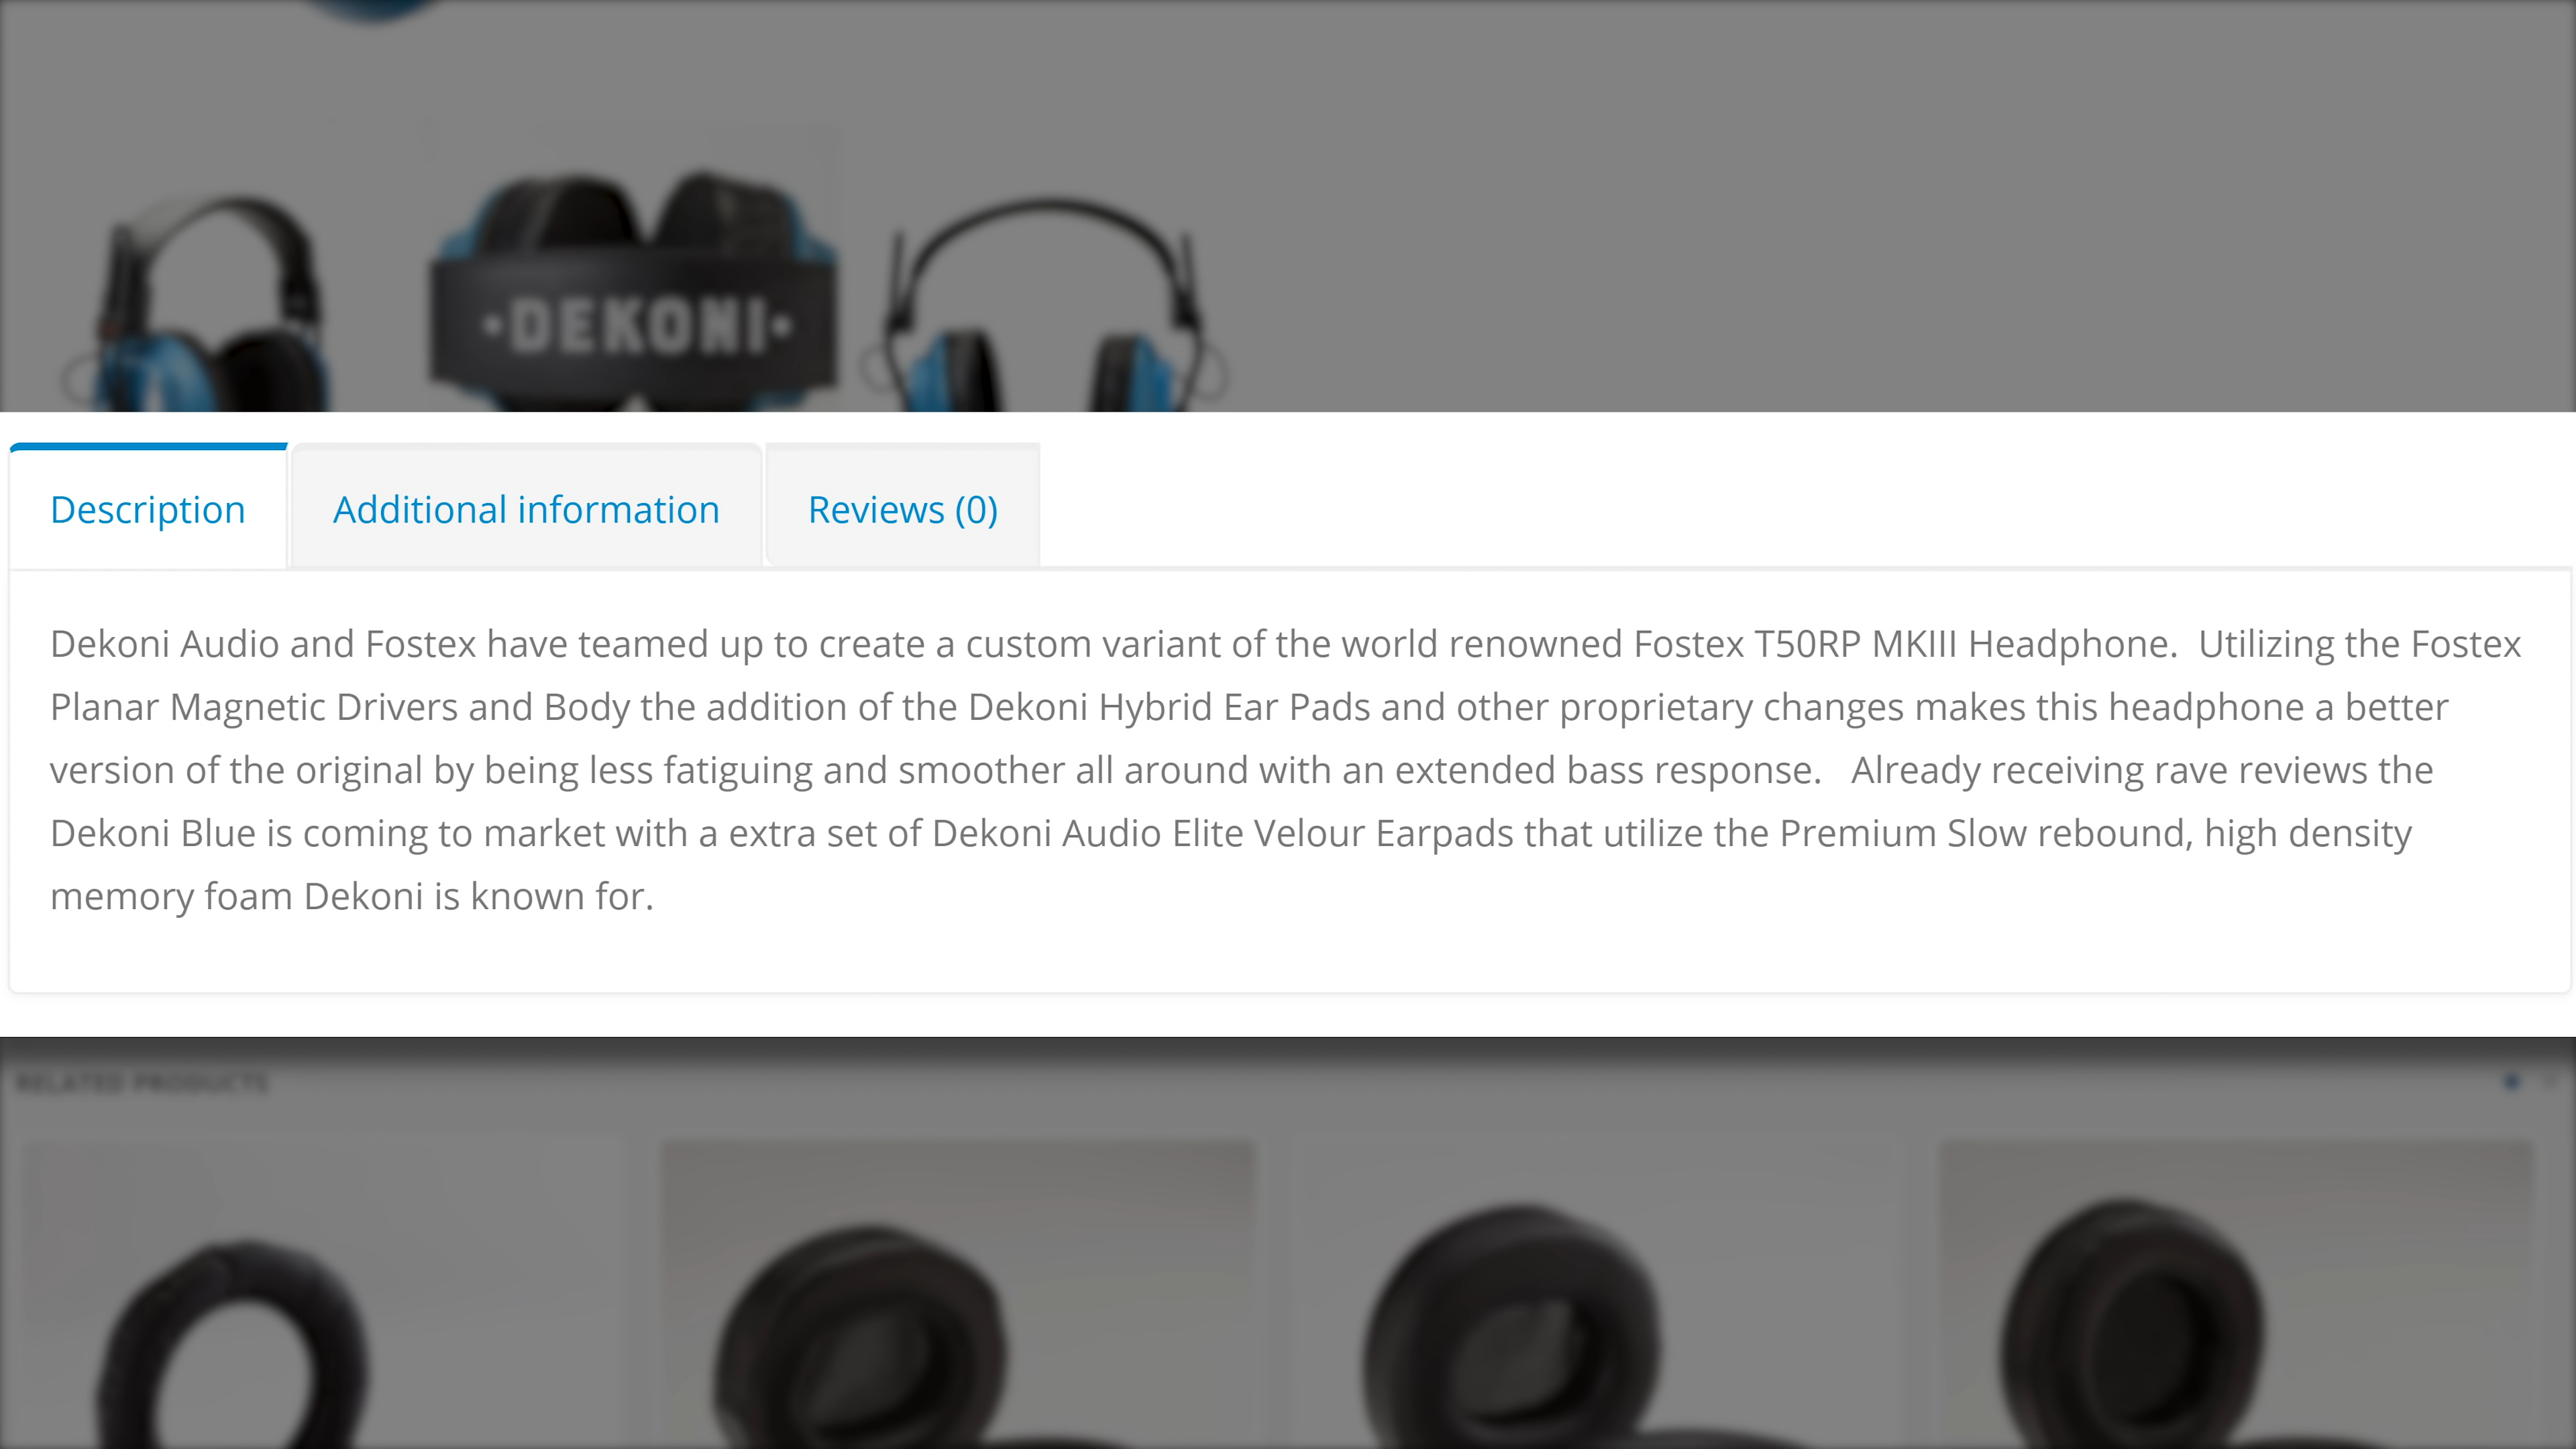 •DEKONI•
Description
Additional information
Reviews (0)
Dekoni Audio and Fostex have teamed up to create a custom variant of the world renowned Fostex T50RP MKIII Headphone.  Utilizing the Fostex
Planar Magnetic Drivers and Body the addition of the Dekoni Hybrid Ear Pads and other proprietary changes makes this headphone a better
version of the original by being less fatiguing and smoother all around with an extended bass response.   Already receiving rave reviews the
Dekoni Blue is coming to market with a extra set of Dekoni Audio Elite Velour Earpads that utilize the Premium Slow rebound, high density
memory foam Dekoni is known for.
RELATED PRODUCTS